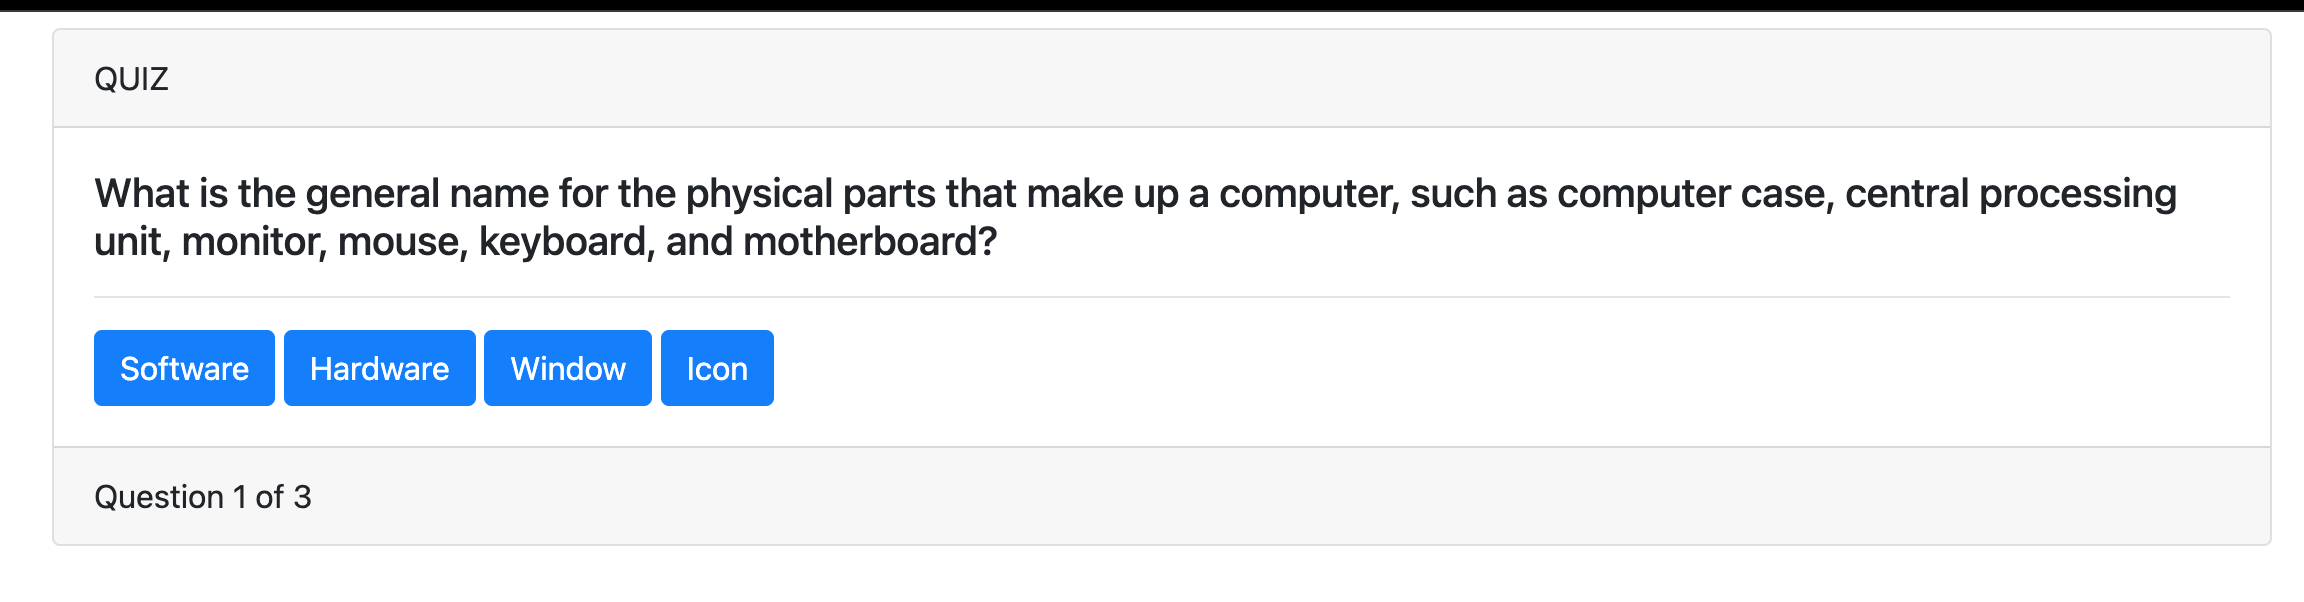 QUIZ
What is the general name for the physical parts that make up a computer, such as computer case, central processing
unit, monitor, mouse, keyboard, and motherboard?
Software Hardware Window Icon
Question 1 of 3